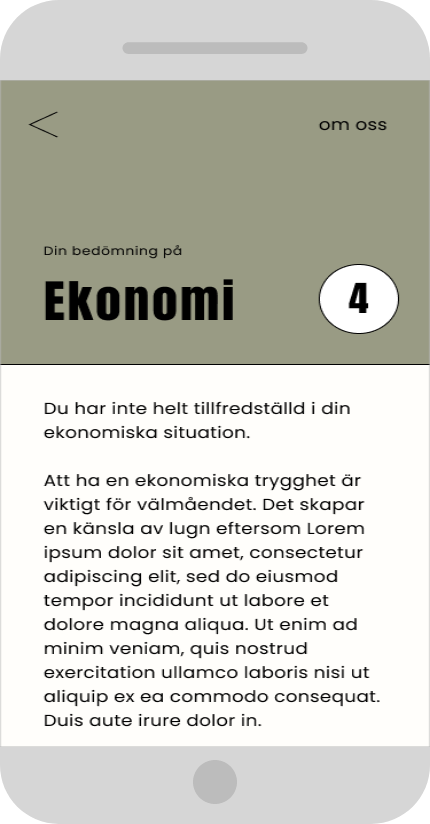 om oss
Din bedömning på
Ekonomi
4
Du har inte helt tillfredställd i din
ekonomiska situation.
Att ha en ekonomiska trygghet är
viktigt för välmåendet. Det skapar
en känsla av lugn eftersom Lorem
ipsum dolor sit amet, consectetur
adipiscing elit, sed do eiusmod
tempor incididunt ut labore et
dolore magna aliqua. Ut enim ad
minim veniam, quis nostrud
exercitation ullamco laboris nisi ut
aliquip ex ea commodo consequat.
Duis aute irure dolor in.